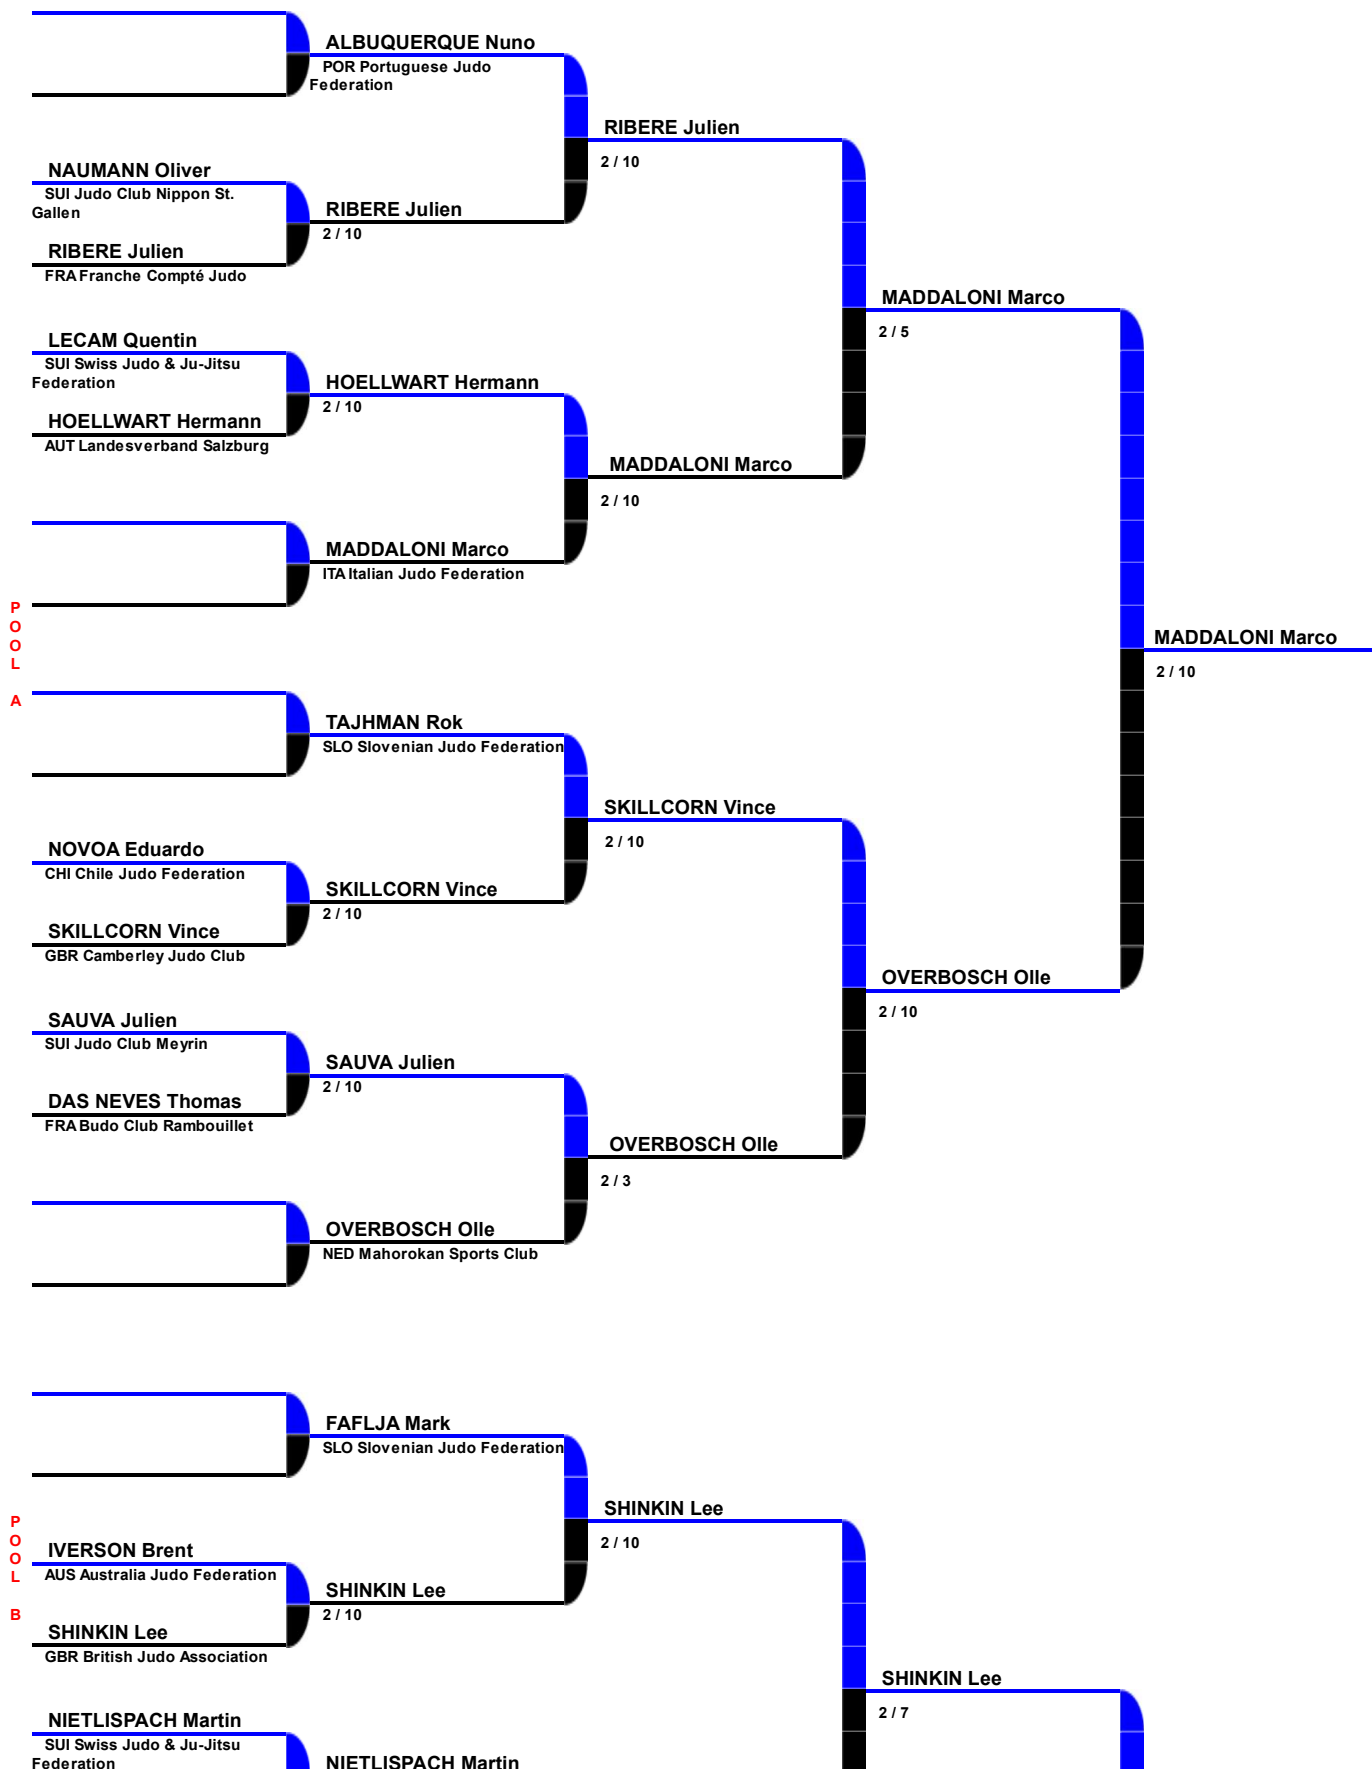 ALBUQUERQUE Nuno
POR Portuguese Judo
Federation
RIBERE Julien
2 / 10
NAUMANN Oliver
SUI Judo Club Nippon St.
Gallen
RIBERE Julien
2 / 10
RIBERE Julien
FRA Franche Compté Judo
MADDALONI Marco
2 / 5
LECAM Quentin
SUI Swiss Judo & Ju-Jitsu
Federation
HOELLWART Hermann
2 / 10
HOELLWART Hermann
AUT Landesverband Salzburg
MADDALONI Marco
2 / 10
MADDALONI Marco
ITA Italian Judo Federation
P
O
O
L
A
MADDALONI Marco
2 / 10
TAJHMAN Rok
SLO Slovenian Judo Federation
SKILLCORN Vince
2 / 10
NOVOA Eduardo
CHI Chile Judo Federation
SKILLCORN Vince
2 / 10
SKILLCORN Vince
GBR Camberley Judo Club
OVERBOSCH Olle
2 / 10
SAUVA Julien
SUI Judo Club Meyrin
SAUVA Julien
2 / 10
DAS NEVES Thomas
FRA Budo Club Rambouillet
OVERBOSCH Olle
2 / 3
OVERBOSCH Olle
NED Mahorokan Sports Club
FAFLJA Mark
SLO Slovenian Judo Federation
SHINKIN Lee
2 / 10
P
O
O
L
B
IVERSON Brent
AUS Australia Judo Federation
SHINKIN Lee
2 / 10
SHINKIN Lee
GBR British Judo Association
SHINKIN Lee
2 / 7
NIETLISPACH Martin
SUI Swiss Judo & Ju-Jitsu
Federation
NIETLISPACH Martin